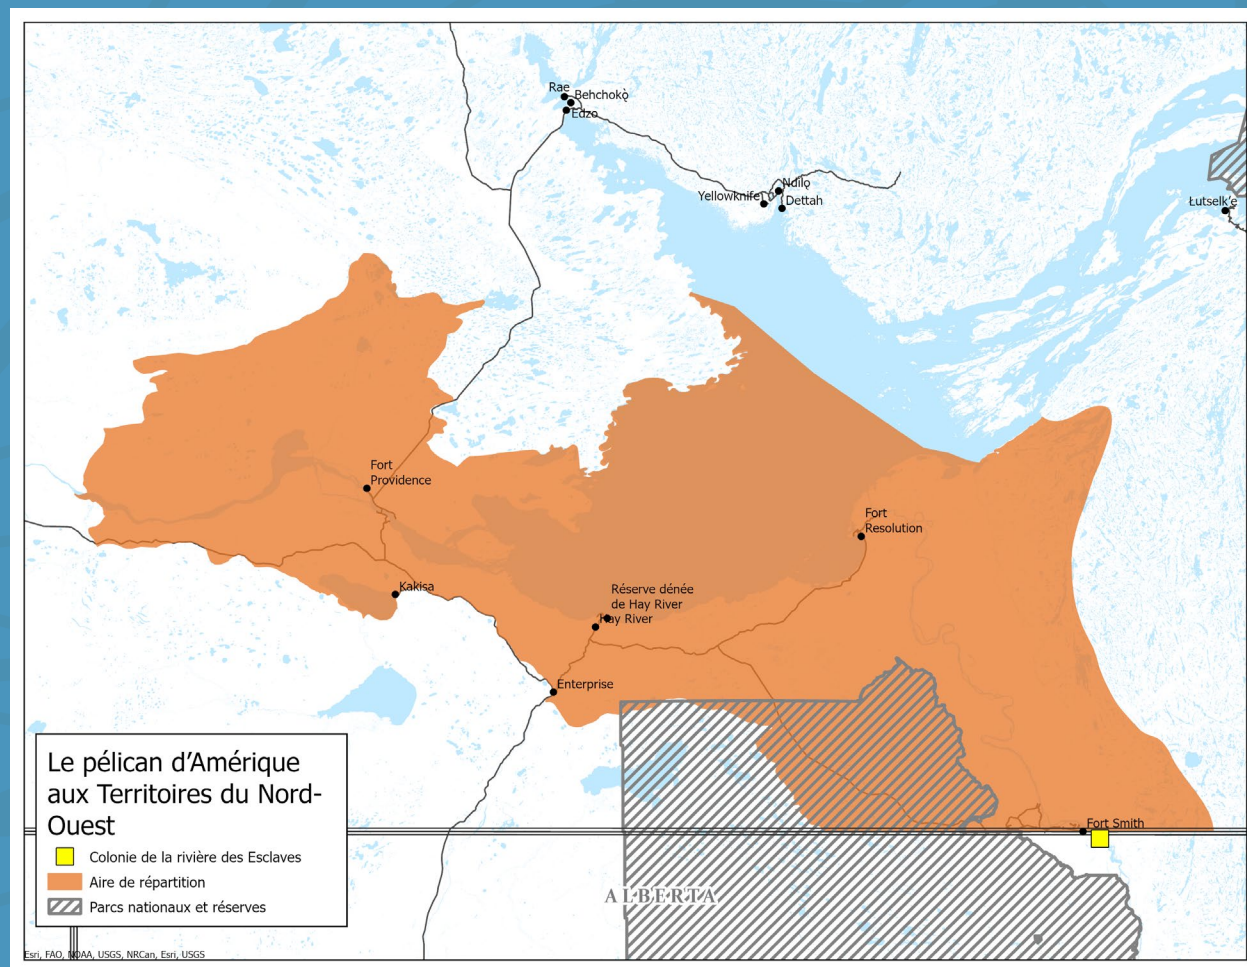 Rae
Behchokǫ̀
Edzo
Ndilǫ
Yellowknife
Dettah
Łutselk'e
Fort
Providence
Fort
Resolution
Kakisa
Réserve dénée
de Hay River
Hay River
Enterprise
Fort Smith
ALBERTA
Le pélican d'Amérique
aux Territoires du Nord-
Ouest
Colonie de la rivière des Esclaves
Aire de répartition
Parcs nationaux et réserves
Esri, FAO, NOAA, USGS, NRCan, Esri, USGS